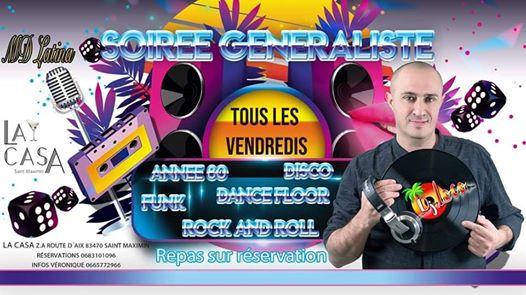 MD Latina
SOIREE GENERALISTE
LA CASA
Saint Maximin
TOUS LES
VENDREDIS
ANNEE 80
DISCO
FUNK
DANCE FLOOR
ROCK AND ROLL
Repas sur réservation
LA CASA Z.A ROUTE D'AIX 83470 SAINT MAXIMIN
RÉSERVATIONS 0683101096
INFOS VÉRONIQUE 0665772966